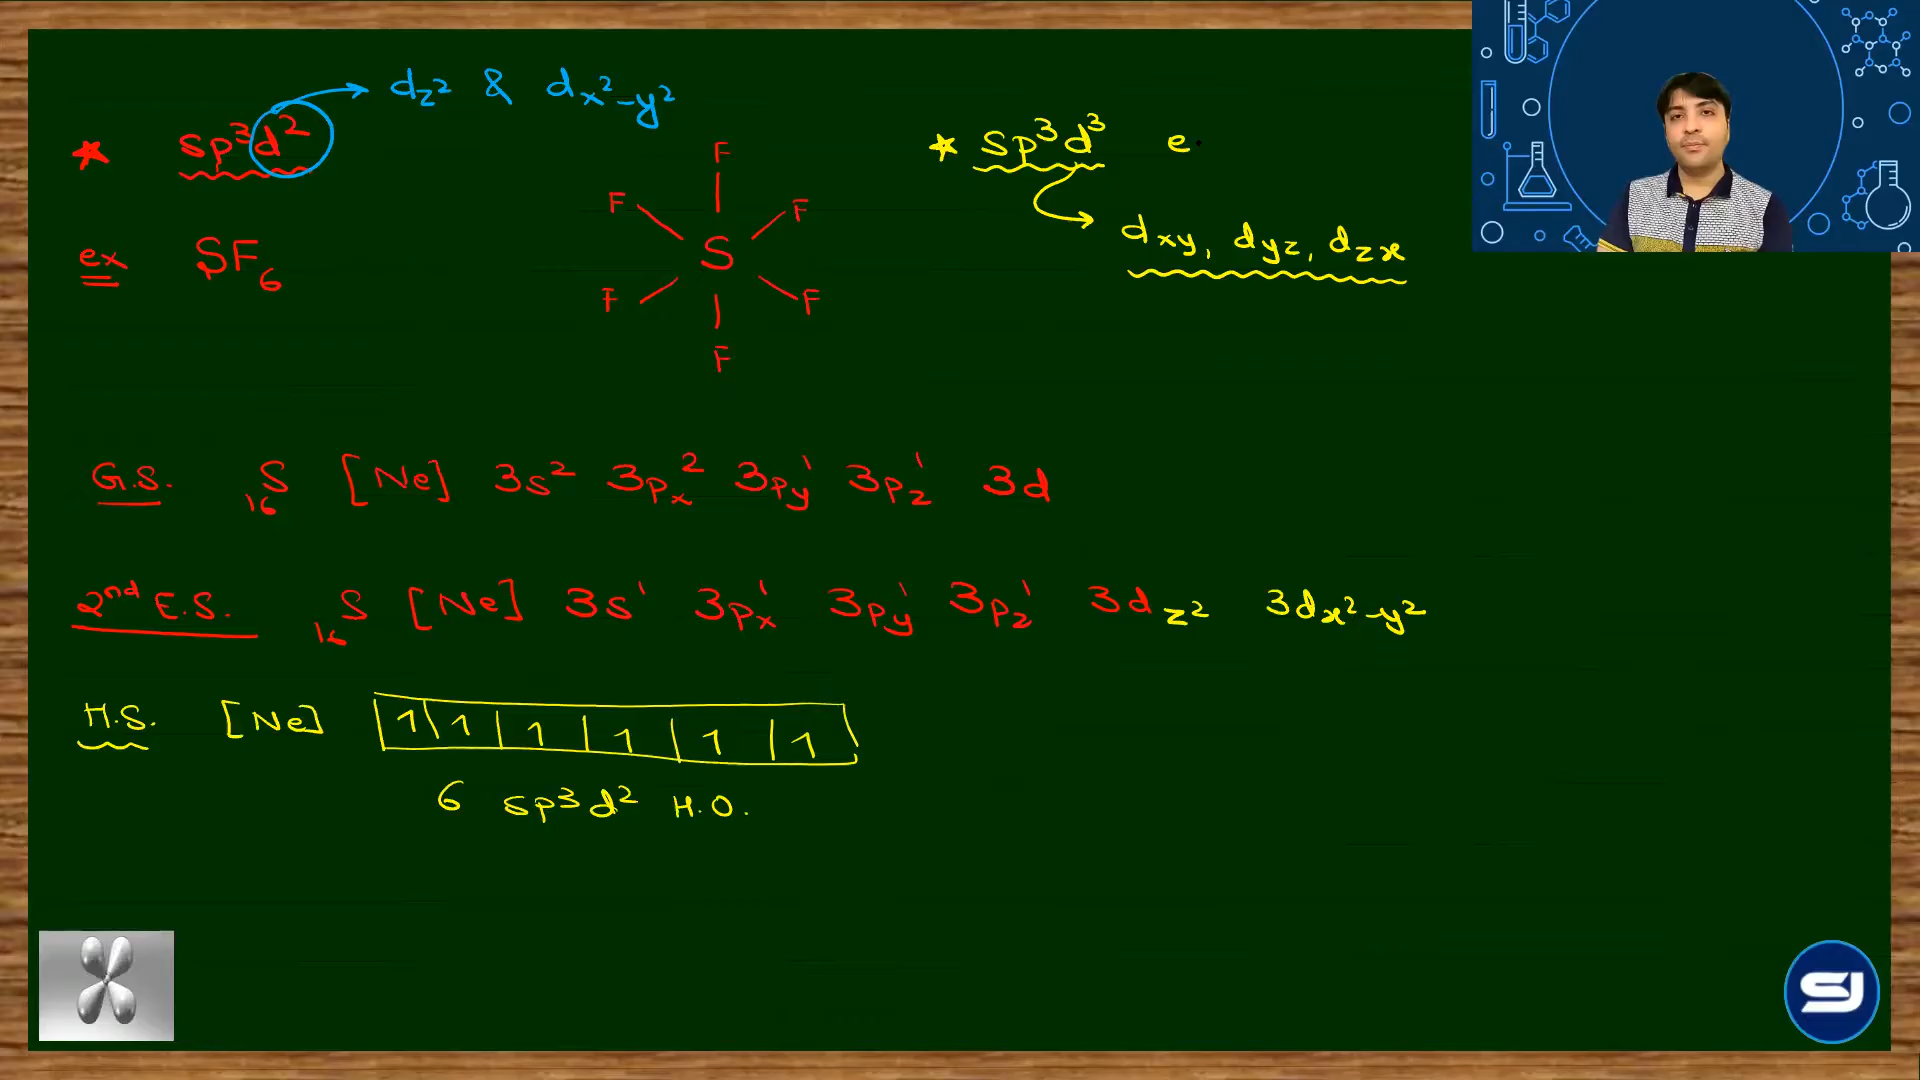 ★ sp³d² → dz² & dx²-y²
ex SF₆
F
F F
S
F F
F
★ sp³d³ e
dxy, dyz, dzx
G.S. ₁₆S [Ne] 3s² 3px² 3py¹ 3pz¹ 3d
2nd E.S. ₁₆S [Ne] 3s¹ 3px¹ 3py¹ 3pz¹ 3dz² 3dx²-y²
H.S. [Ne] 1 1 1 1 1 1
6 sp³d² H.O.
SJ